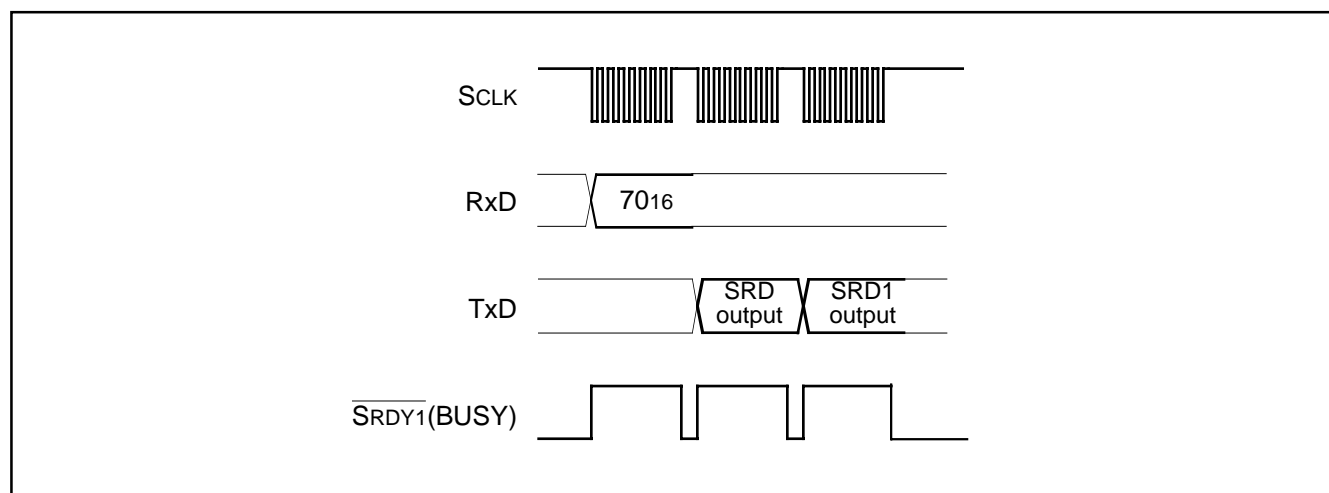 SCLK
RxD
7016
TxD
SRD
output
SRD1
output
SRDY1(BUSY)